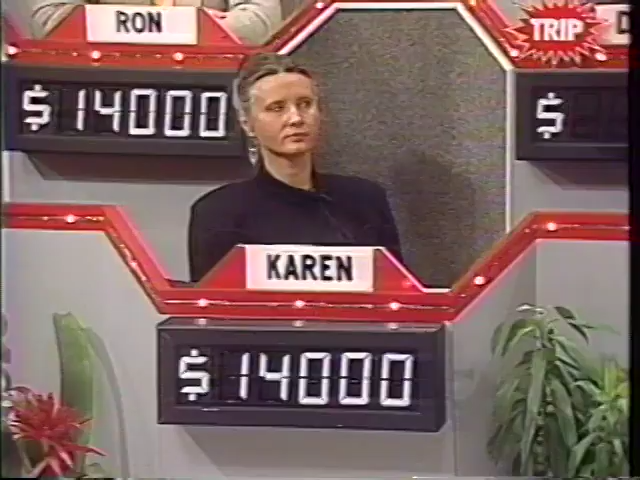 RON
TRIP
D
$14000
$
KAREN
$14000